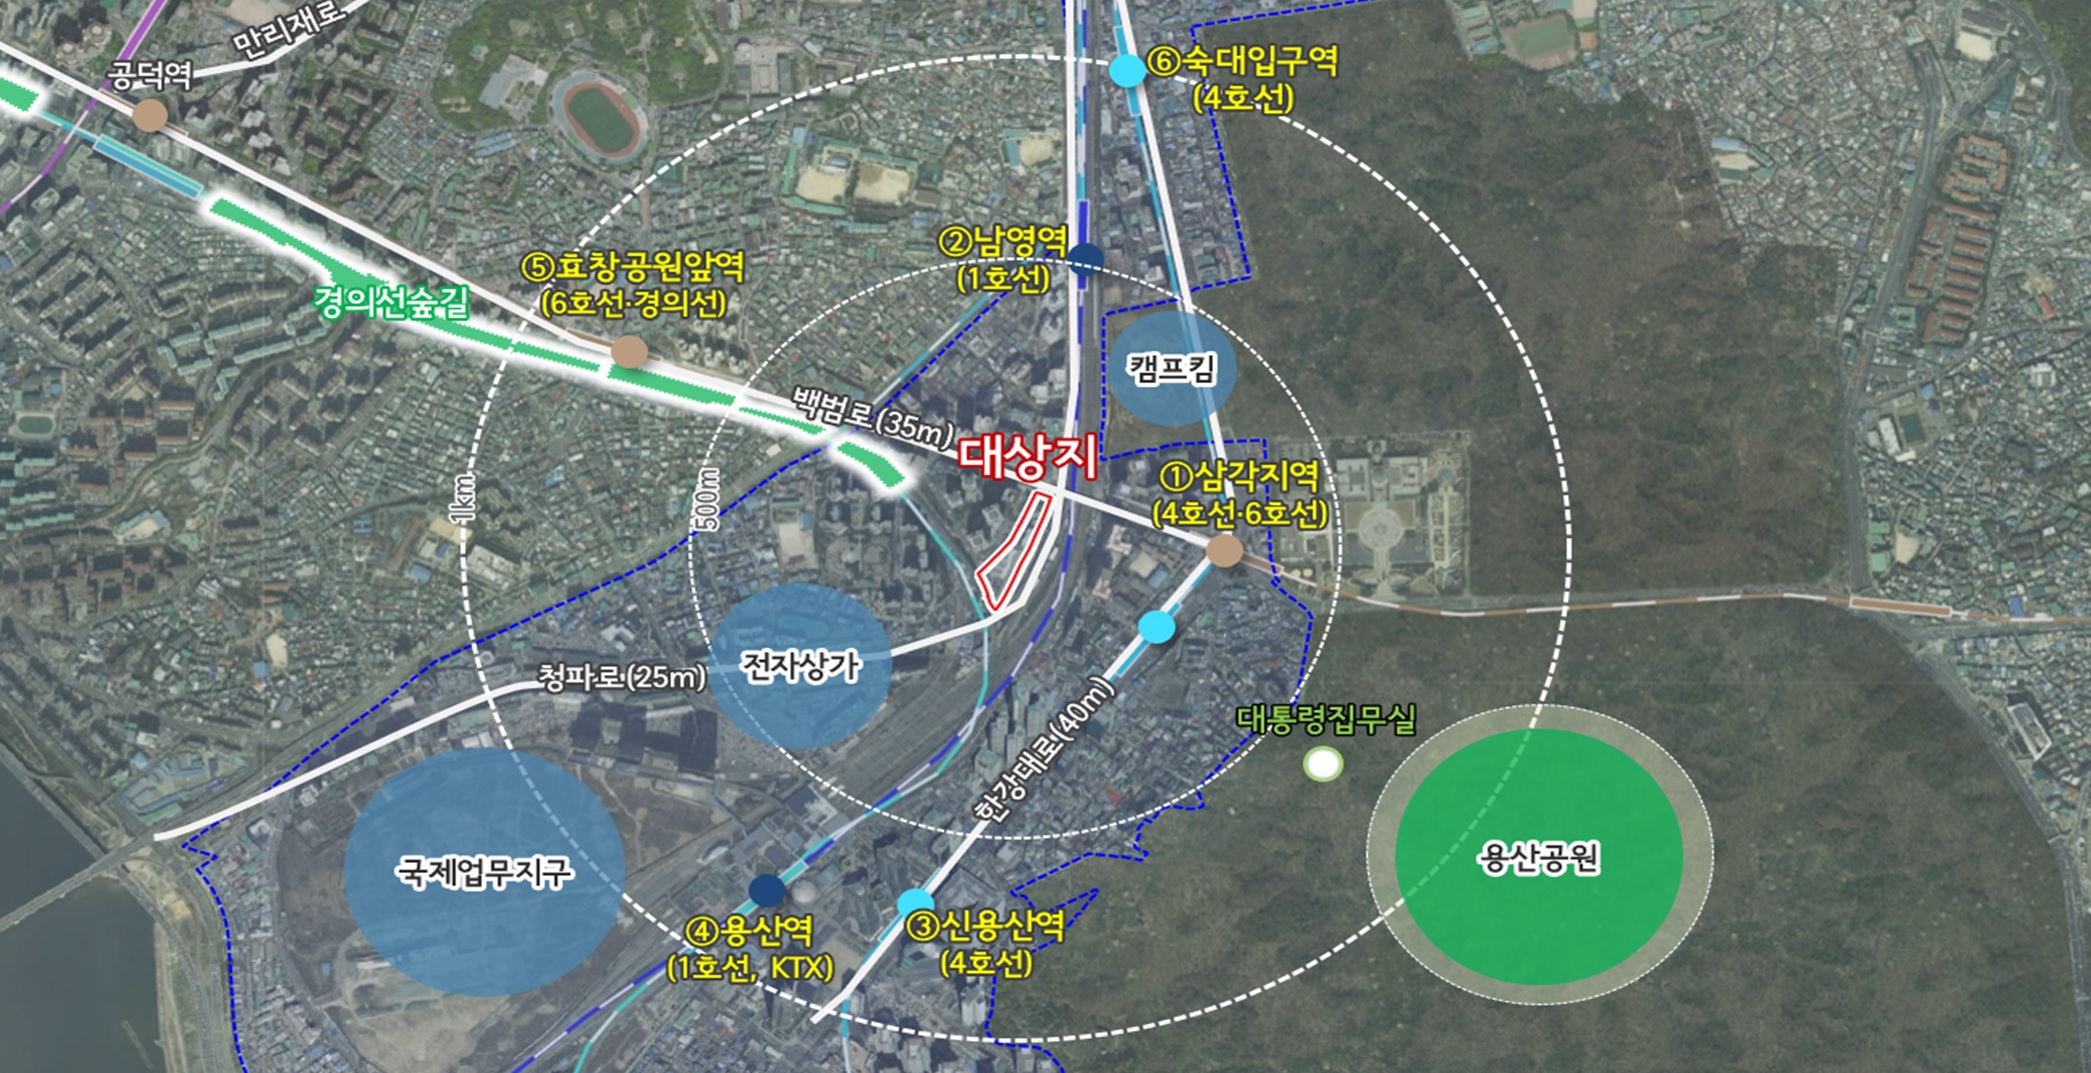 만리재로
공덕역
⑥숙대입구역
(4호선)
②남영역
(1호선)
⑤효창공원앞역
(6호선·경의선)
경의선숲길
캠프킴
백범로(35m)
대상지
①삼각지역
(4호선·6호선)
1km
500m
전자상가
청파로(25m)
한강대로(40m)
대통령집무실
국제업무지구
용산공원
④용산역
(1호선, KTX)
③신용산역
(4호선)